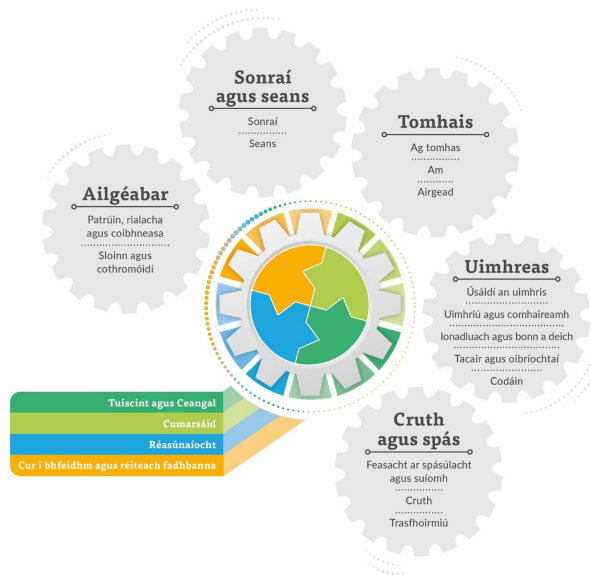 Sonraí
agus seans
Sonraí
Seans
Tomhais
Ag tomhas
Am
Airgead
Ailgéabar
Patrúin, rialacha
agus coibhneasa
Sloinn agus
cothromóidí
Uimhreas
Úsáidí an uimhris
Uimhriú agus comhaireamh
Ionadluach agus bonn a deich
Tacair agus oibríochtaí
Codáin
Tuiscint agus Ceangal
Cumarsáid
Réasúnaíocht
Cur i bhfeidhm agus réiteach fadhbanna
Cruth
agus spás
Feasacht ar spásúlacht
agus suíomh
Cruth
Trasfhoirmiú